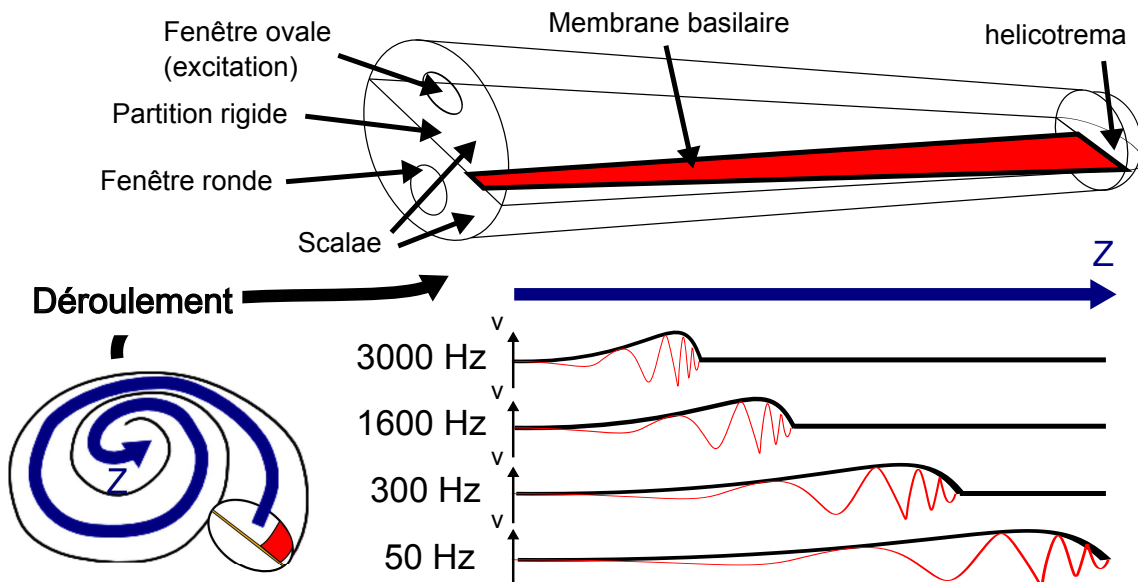 Fenêtre ovale
(excitation)
Membrane basilaire
helicotrema
Partition rigide
Fenêtre ronde
Scalae
Z
Déroulement
v
3000 Hz
v
1600 Hz
v
300 Hz
v
50 Hz
Z